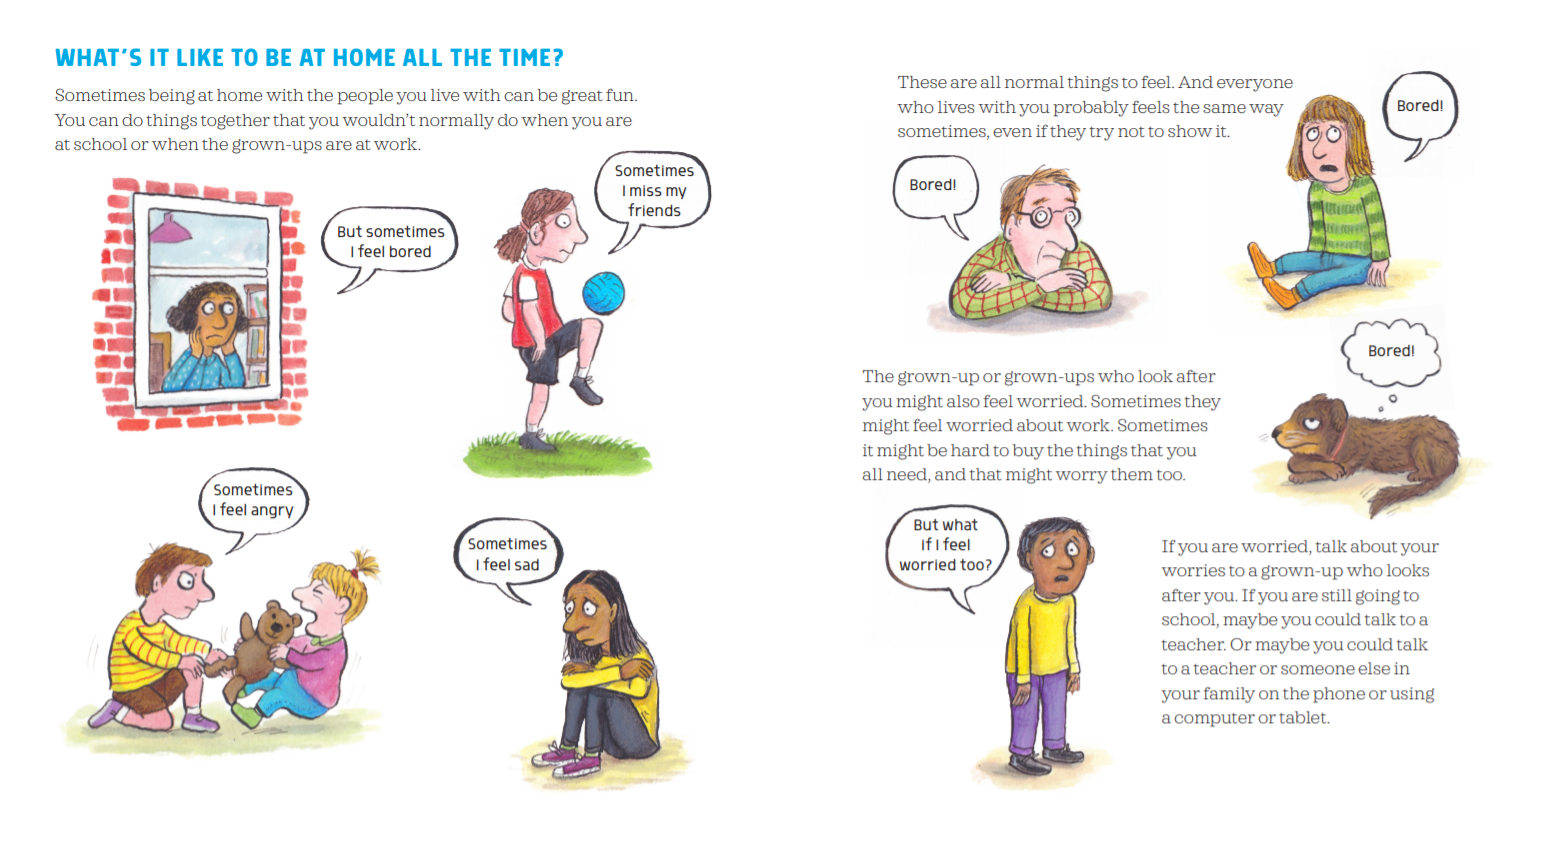 WHAT'S IT LIKE TO BE AT HOME ALL THE TIME?
Sometimes being at home with the people you live with can be great fun.
You can do things together that you wouldn't normally do when you are
at school or when the grown-ups are at work.
But sometimes
I feel bored
Sometimes
I miss my
friends
Sometimes
I feel angry
Sometimes
I feel sad
These are all normal things to feel. And everyone
who lives with you probably feels the same way
sometimes, even if they try not to show it.
Bored!
Bored!
Bored!
The grown-up or grown-ups who look after
you might also feel worried. Sometimes they
might feel worried about work. Sometimes
it might be hard to buy the things that you
all need, and that might worry them too.
But what
if I feel
worried too?
If you are worried, talk about your
worries to a grown-up who looks
after you. If you are still going to
school, maybe you could talk to a
teacher. Or maybe you could talk
to a teacher or someone else in
your family on the phone or using
a computer or tablet.